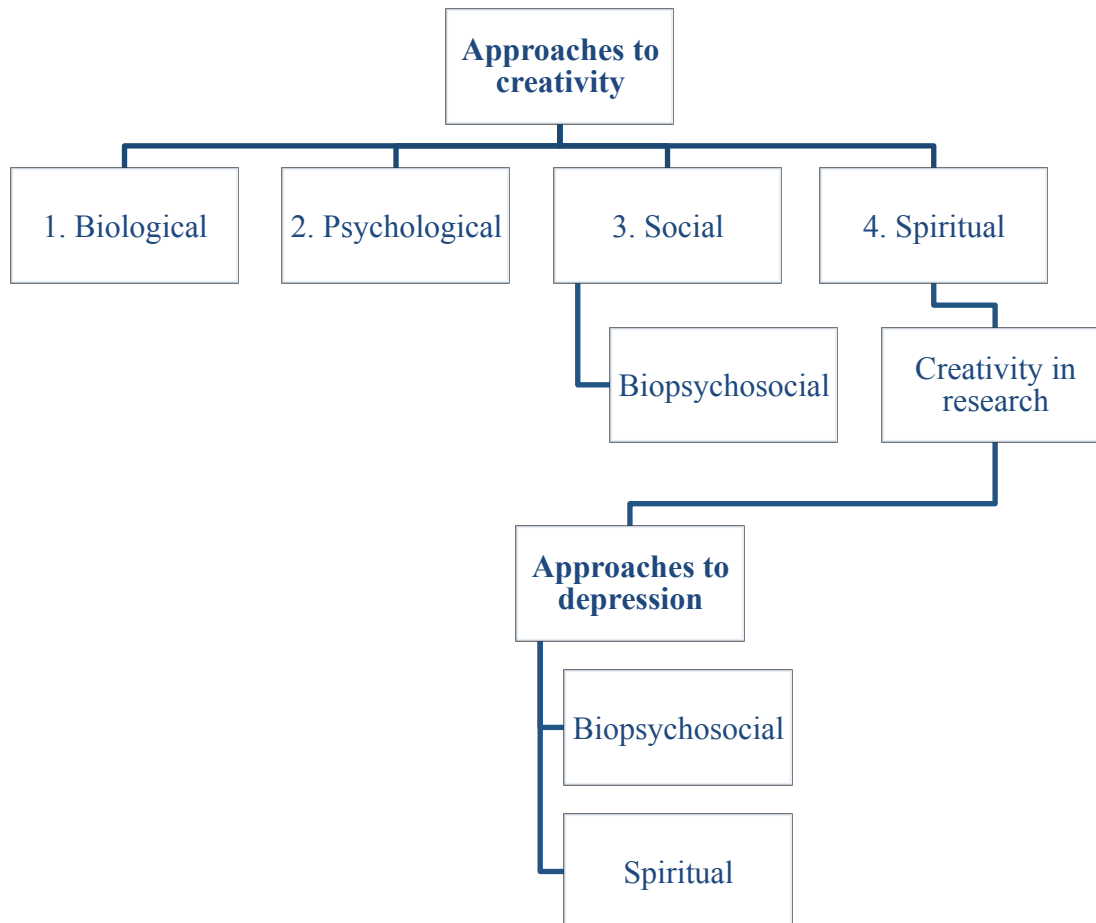 Approaches to
creativity
1. Biological
2. Psychological
3. Social
4. Spiritual
Biopsychosocial
Creativity in
research
Approaches to
depression
Biopsychosocial
Spiritual